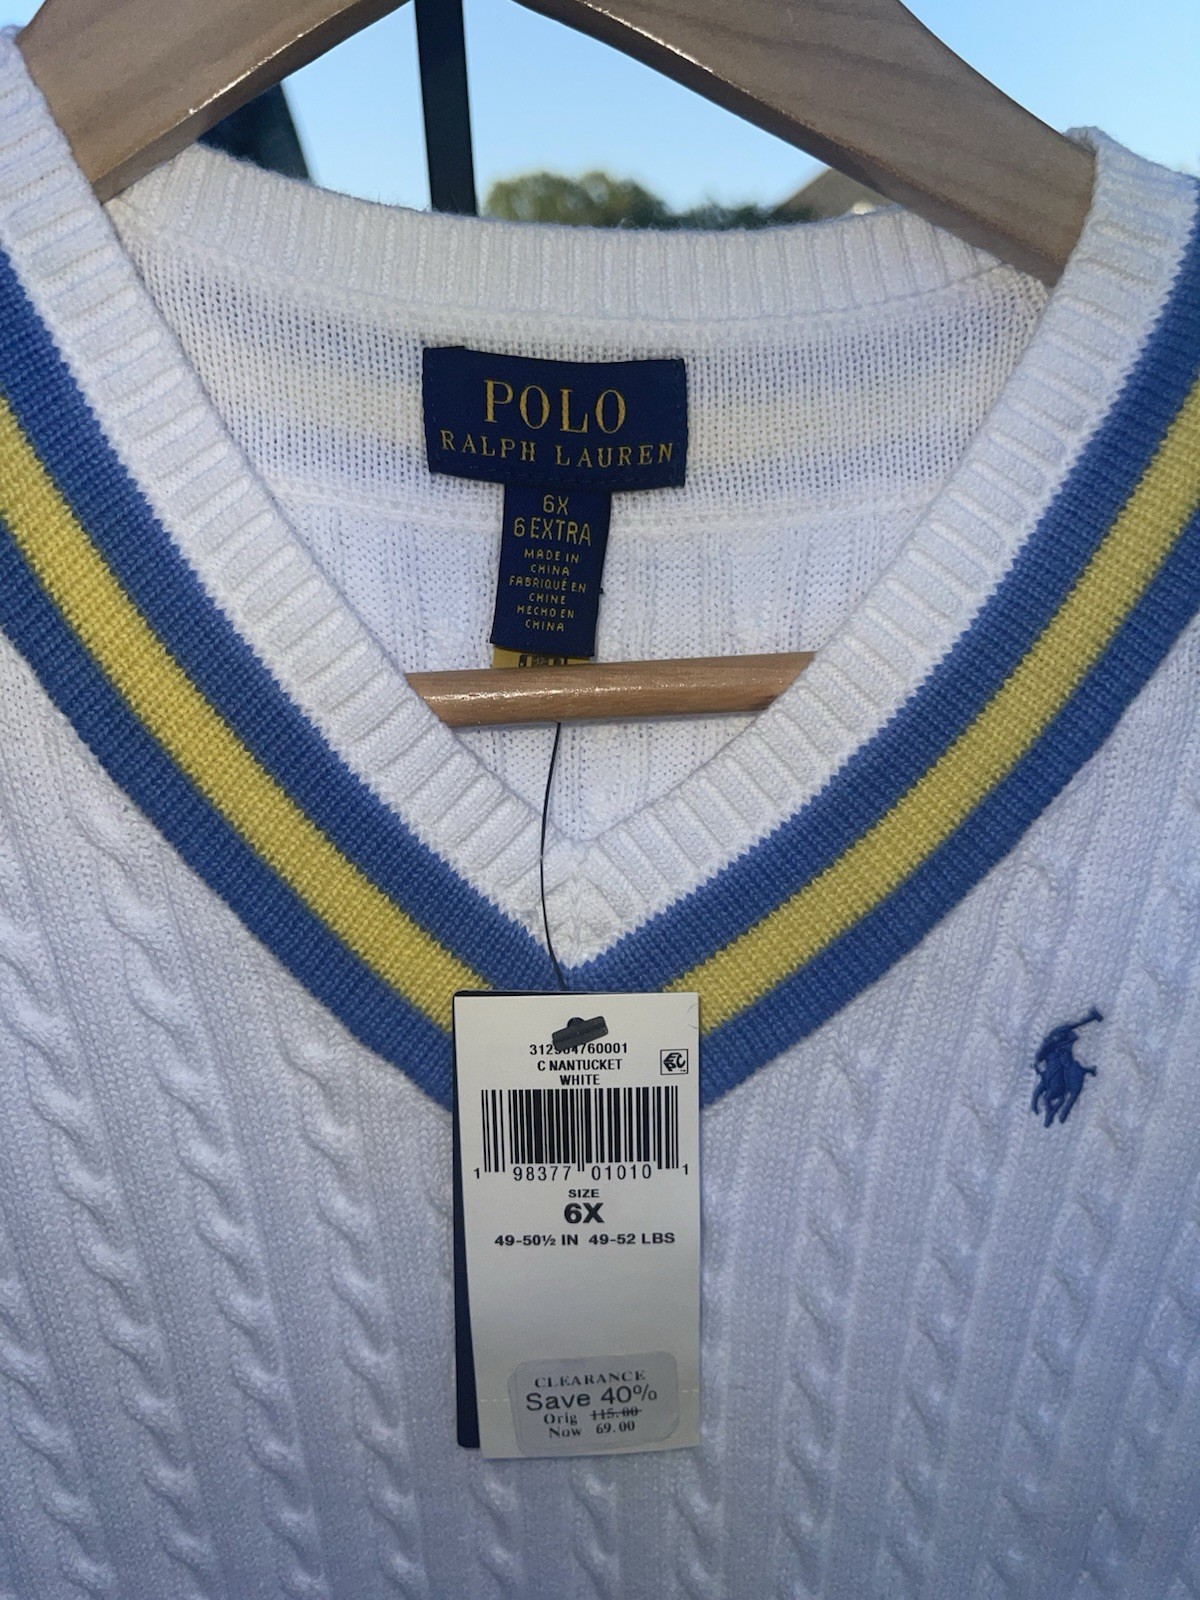 POLO
RALPH LAUREN
6X
6 EXTRA
MADE IN
CHINA
FABRIQUÉ EN
CHINE
HECHO EN
CHINA
C NANTUCKET
WHITE
1 98377 01010 1
SIZE
6X
49-50½ IN 49-52 LBS
CLEARANCE
Save 40%
Orig 115.00
Now 69.00